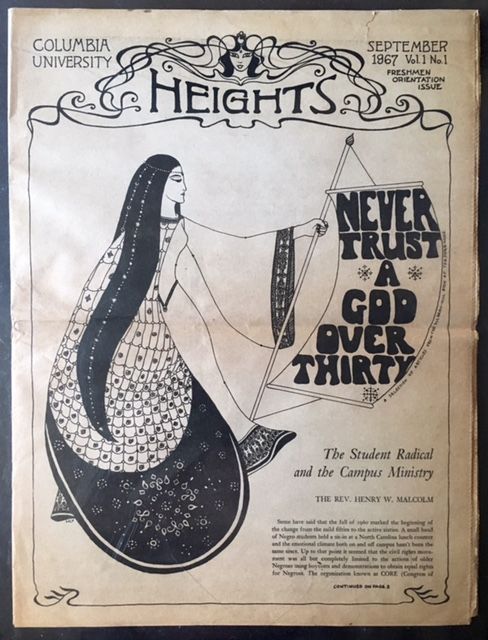 COLUMBIA
UNIVERSITY
HEIGHTS
SEPTEMBER
1967 Vol.1 No.1
FRESHMEN
ORIENTATION
ISSUE
NEVER
TRUST
A
GOD
OVER
THIRTY
The Student Radical
and the Campus Ministry
THE REV. HENRY W. MALCOLM
Some have said that the fall of 1960 marked the beginning of
the change from the mild fifties to the active sixties. A small band
of Negro students held a sit-in at a North Carolina lunch counter
and the emotional climate both on and off campus hasn't been the
same since. Up to that point it seemed that the civil rights move-
ment was all but completely limited to the actions of older
Negroes using boycotts and demonstrations to obtain equal rights
for Negroes. The organization known as CORE (Congress of
CONTINUED ON PAGE 2